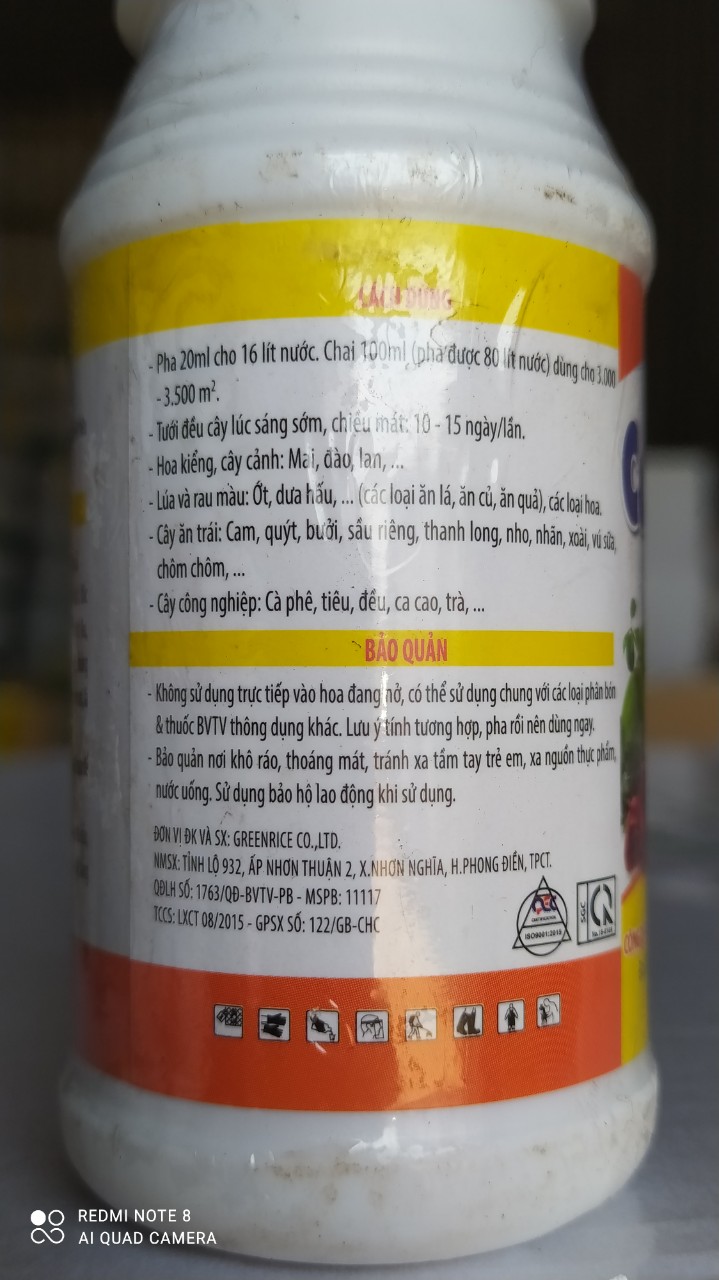 CÁCH DÙNG
- Pha 20ml cho 16 lít nước. Chai 100ml (pha được 80 lít nước) dùng cho 3.000
- 3.500 m².
- Tưới đều cây lúc sáng sớm, chiều mát: 10 - 15 ngày/lần.
- Hoa kiểng, cây cảnh: Mai, đào, lan, ...
- Lúa và rau màu: Ớt, dưa hấu, ... (các loại ăn lá, ăn củ, ăn quả), các loại hoa.
- Cây ăn trái: Cam, quýt, bưởi, sầu riêng, thanh long, nho, nhãn, xoài, vú sữa,
chôm chôm, ...
- Cây công nghiệp: Cà phê, tiêu, đều, ca cao, trà, ...
BẢO QUẢN
- Không sử dụng trực tiếp vào hoa đang nở, có thể sử dụng chung với các loại phân bón
& thuốc BVTV thông dụng khác. Lưu ý tính tương hợp, pha rồi nên dùng ngay.
- Bảo quản nơi khô ráo, thoáng mát, tránh xa tầm tay trẻ em, xa nguồn thực phẩm,
nước uống. Sử dụng bảo hộ lao động khi sử dụng.
ĐƠN VỊ ĐK VÀ SX: GREENRICE CO.,LTD.
NMSX: TỈNH LỘ 932, ẤP NHƠN THUẬN 2, X.NHƠN NGHĨA, H.PHONG ĐIỀN, TPCT.
QĐLH SỐ: 1763/QĐ-BVTV-PB - MSPB: 11117
TCCS: LXCT 08/2015 - GPSX SỐ: 122/GB-CHC
ISO9001:2015
SGC
REDMI NOTE 8
AI QUAD CAMERA